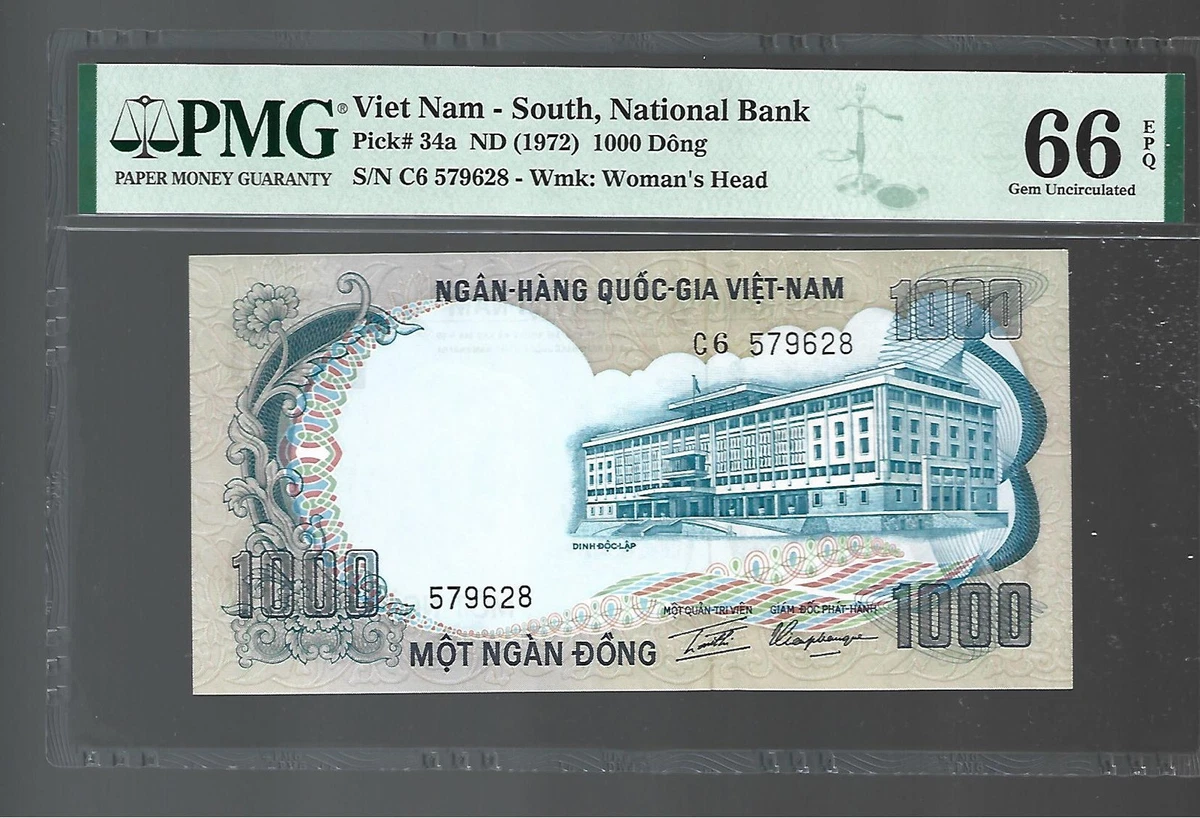 PMG®
PAPER MONEY GUARANTY
Viet Nam - South, National Bank
Pick# 34a ND (1972) 1000 Dông
S/N C6 579628 - Wmk: Woman's Head
66
EPQ
Gem Uncirculated
NGÂN-HÀNG QUỐC-GIA VIỆT-NAM
1000
C6 579628
DINH ĐỘC-LẬP
1000
579628
MỘT QUẢN-TRỊ VIÊN GIÁM ĐỐC PHÁT-HÀNH
1000
MỘT NGÀN ĐỒNG